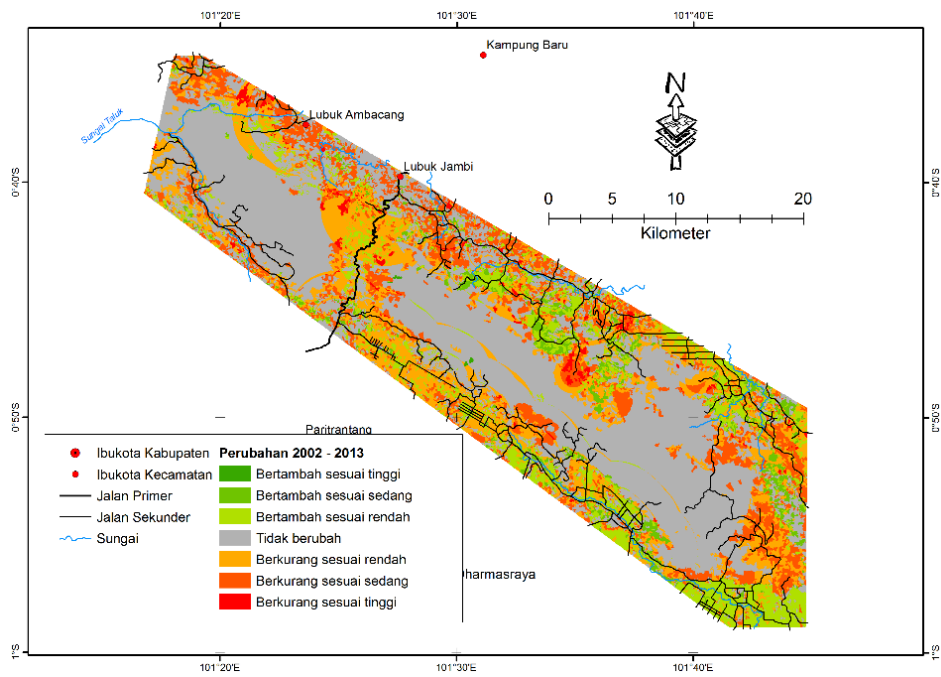 101°20'E 101°30'E 101°40'E
Kampung Baru
N
Lubuk Ambacang
Sungai Taluk
Lubuk Jambi
0°40'S 0°40'S
0 5 10 20
Kilometer
0°50'S 0°50'S
Paritrantang
Ibukota Kabupaten
Ibukota Kecamatan
Jalan Primer
Jalan Sekunder
Sungai
Perubahan 2002 - 2013
Bertambah sesuai tinggi
Bertambah sesuai sedang
Bertambah sesuai rendah
Tidak berubah
Berkurang sesuai rendah
Berkurang sesuai sedang
Berkurang sesuai tinggi
Dharmasraya
1°S 1°S
101°20'E 101°30'E 101°40'E